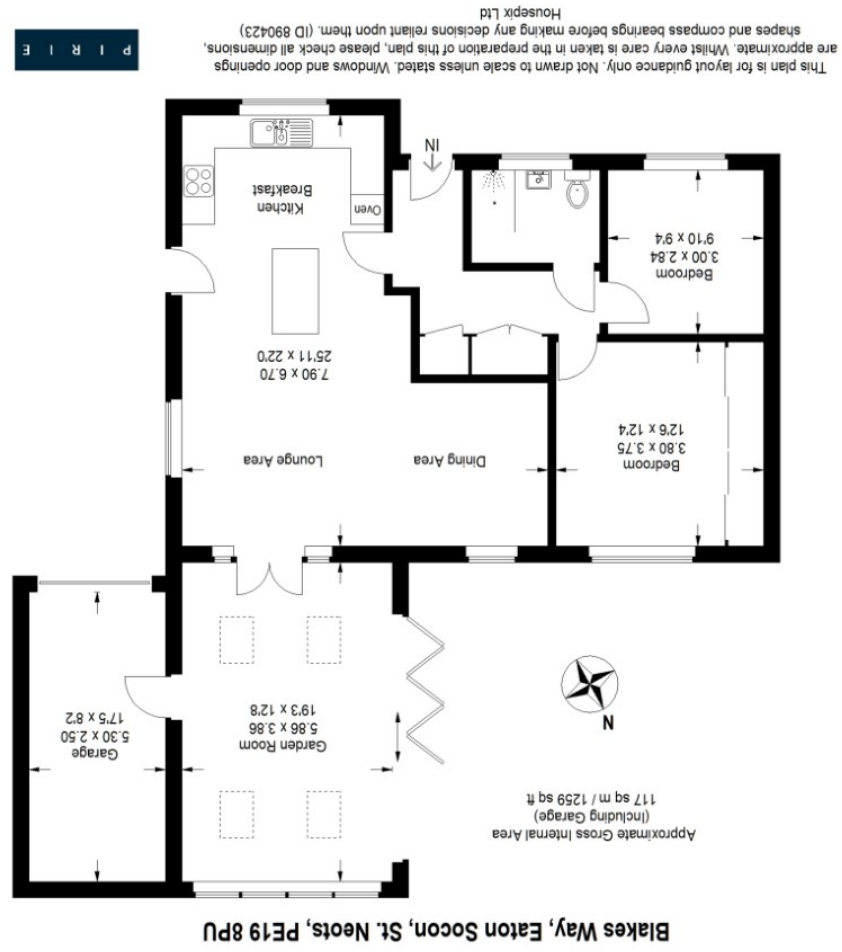 Blakes Way, Eaton Socon, St. Neots, PE19 8PU
Approximate Gross Internal Area
(Including Garage)
117 sq m / 1259 sq ft
N
Garden Room
5.86 x 3.86
19'3 x 12'8
Garage
5.30 x 2.50
17'5 x 8'2
Bedroom
3.80 x 3.75
12'6 x 12'4
Dining Area
Lounge Area
7.90 x 6.70
25'11 x 22'0
Bedroom
3.00 x 2.84
9'10 x 9'4
Oven
Kitchen
Breakfast
IN
This plan is for layout guidance only. Not drawn to scale unless stated. Windows and door openings
are approximate. Whilst every care is taken in the preparation of this plan, please check all dimensions,
shapes and compass bearings before making any decisions reliant upon them. (ID 890423)
Housepix Ltd
PIRIE